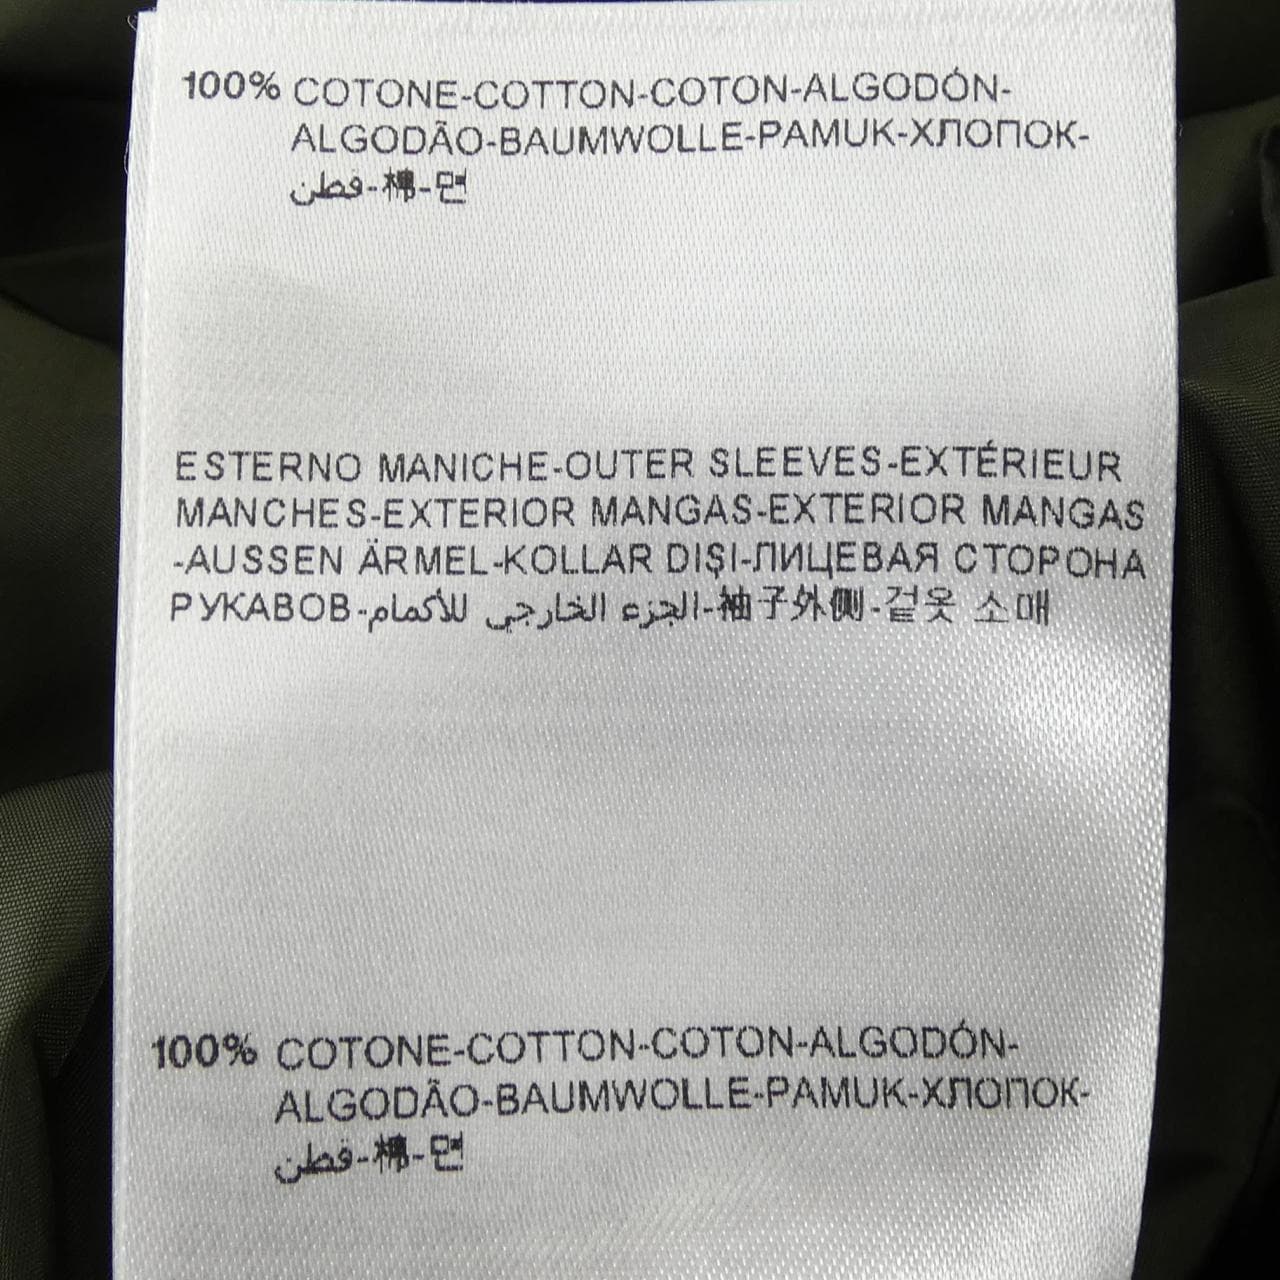 100% COTONE-COTTON-COTON-ALGODÓN-
ALGODÃO-BAUMWOLLE-PAMUK-ХЛОПОК-
قطن-棉-면
ESTERNO MANICHE-OUTER SLEEVES-EXTÉRIEUR
MANCHES-EXTERIOR MANGAS-EXTERIOR MANGAS
-AUSSEN ÄRMEL-KOLLAR DIŞI-ЛИЦЕВАЯ СТОРОНА
РУКАВОВ-الجزء الخارجي للأكمام-袖子外侧-겉옷 소매
100% COTONE-COTTON-COTON-ALGODÓN-
ALGODÃO-BAUMWOLLE-PAMUK-ХЛОПОК-
قطن-棉-면